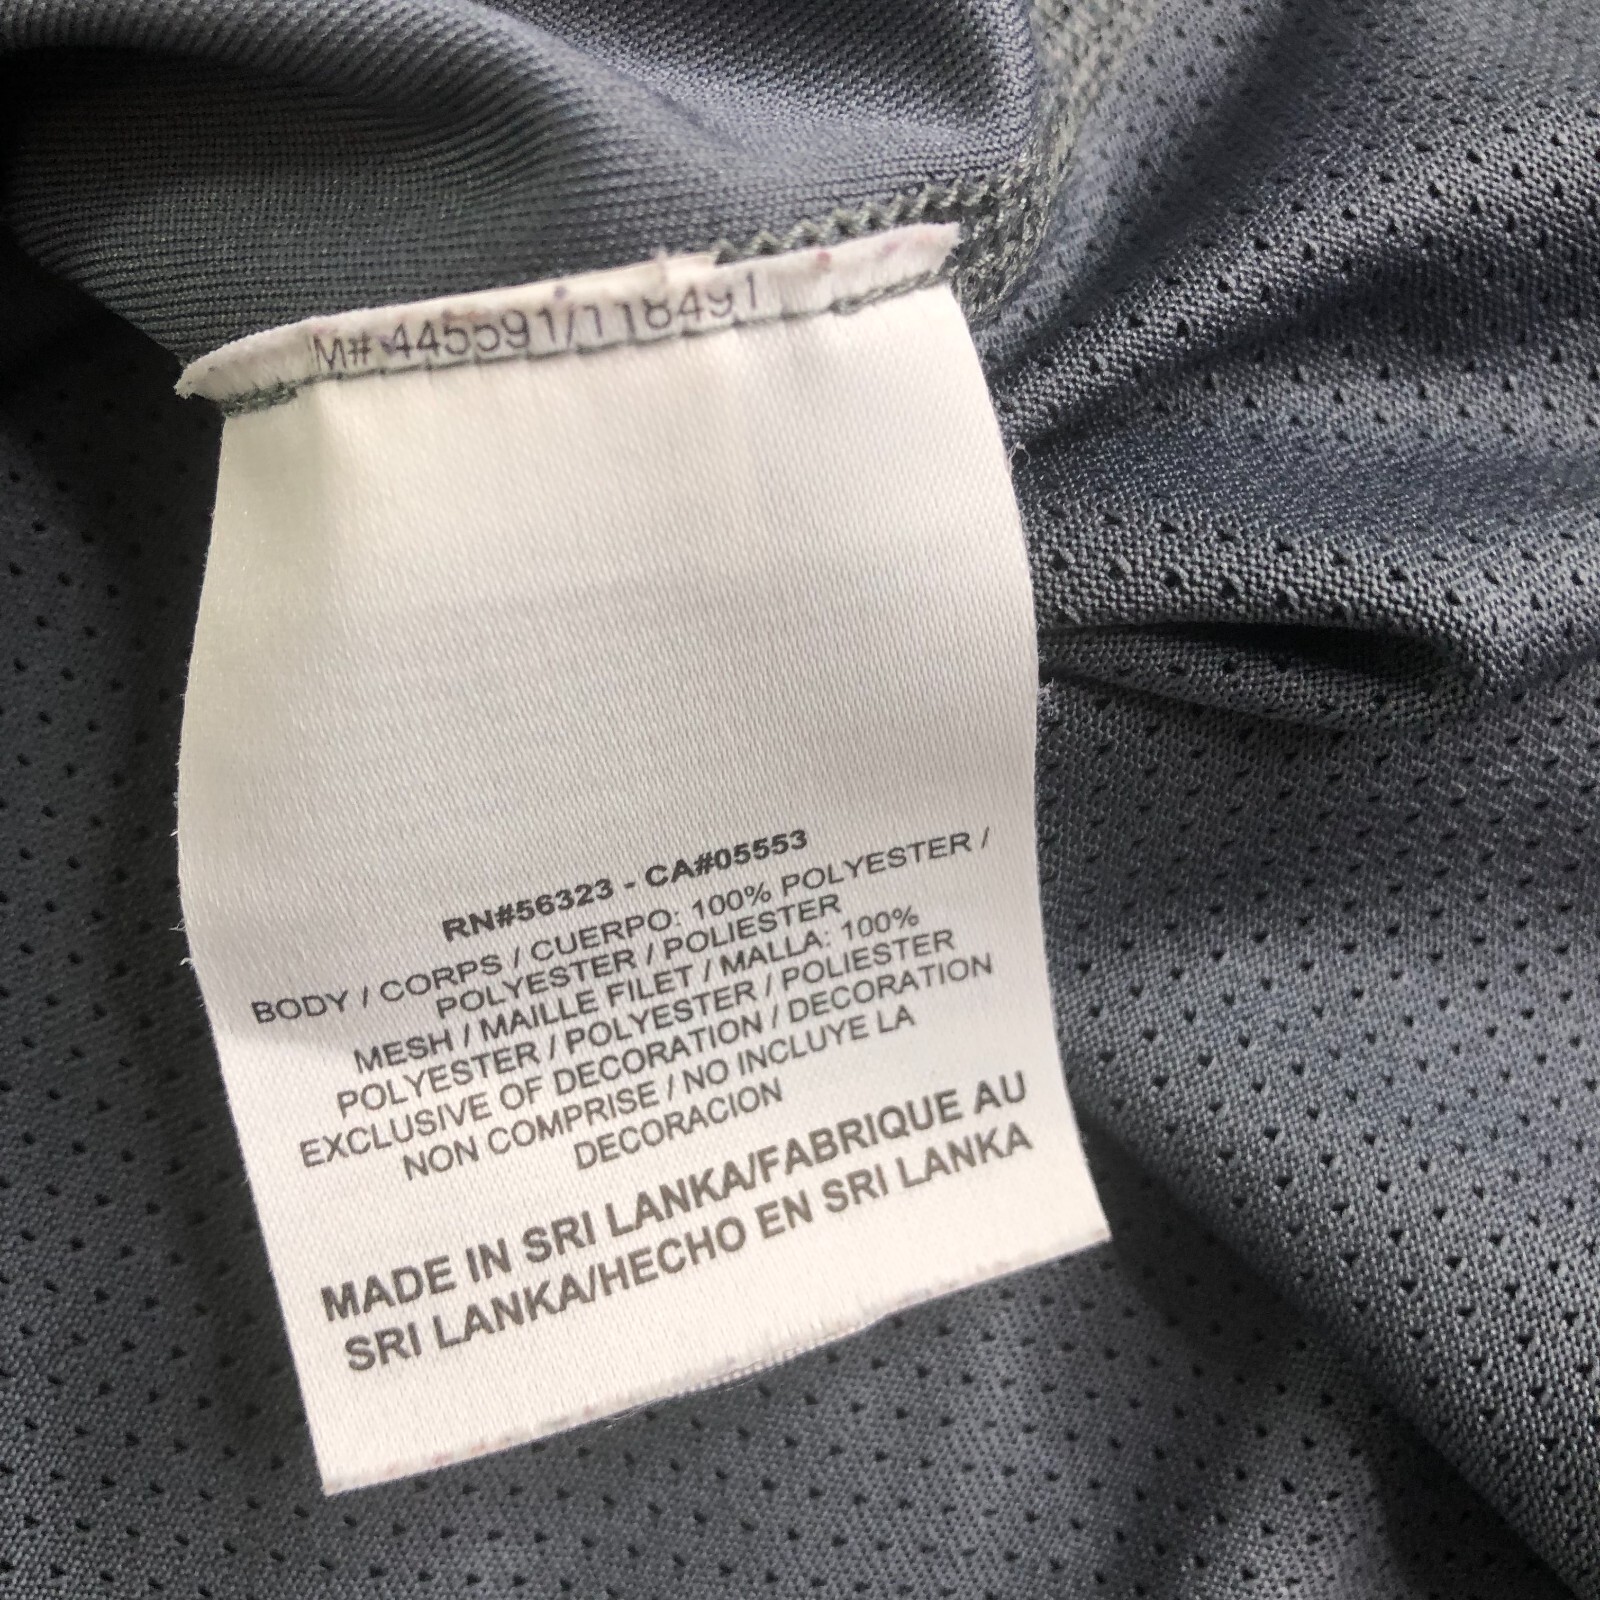 M# 445591/118491
RN#56323 - CA#05553
BODY / CORPS / CUERPO: 100% POLYESTER /
POLYESTER / POLIESTER
MESH / MAILLE FILET / MALLA: 100%
POLYESTER / POLYESTER / POLIESTER
EXCLUSIVE OF DECORATION / DECORATION
NON COMPRISE / NO INCLUYE LA
DECORACION
MADE IN SRI LANKA/FABRIQUE AU
SRI LANKA/HECHO EN SRI LANKA